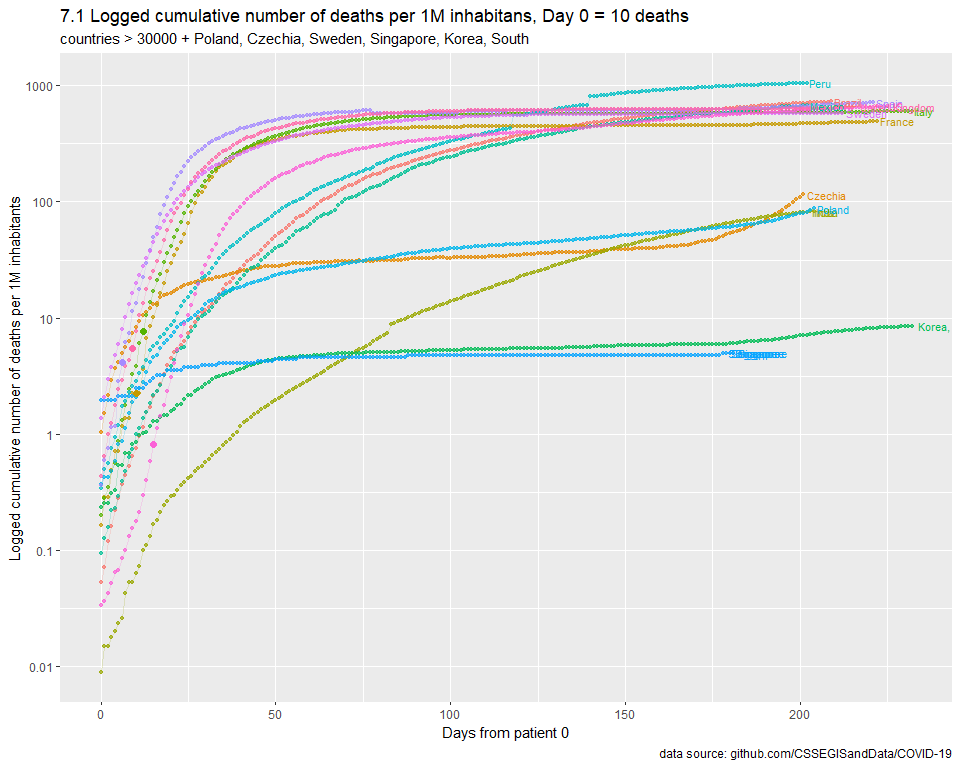 7.1 Logged cumulative number of deaths per 1M inhabitans, Day 0 = 10 deaths
countries > 30000 + Poland, Czechia, Sweden, Singapore, Korea, South
Logged cumulative number of deaths per 1M inhabitants
1000
100
10
1
0.1
0.01
Peru
Spain
Italy
Sweden
France
Czechia
Poland
Korea,
0
50
100
150
200
Days from patient 0
data source: github.com/CSSEGISandData/COVID-19